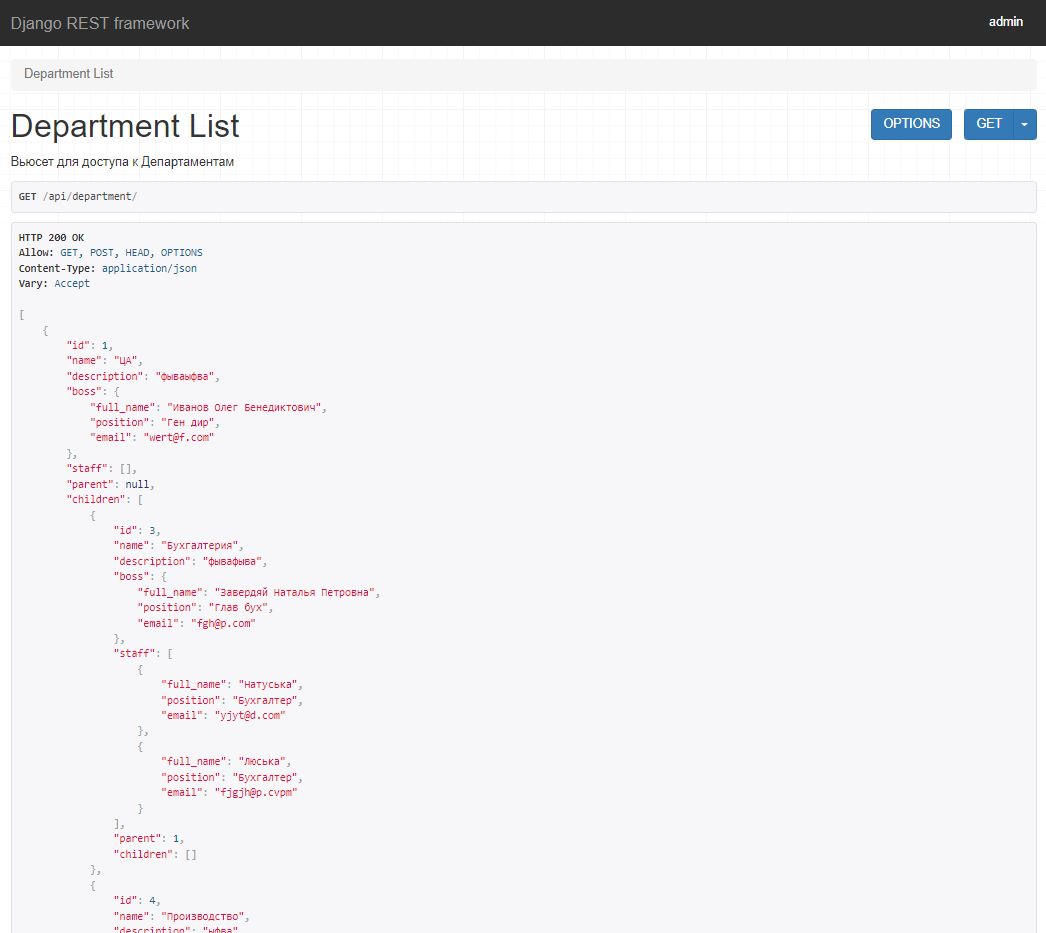 Django REST framework
admin
Department List
Department List
OPTIONS
GET
Вьюсет для доступа к Департаментам
GET /api/department/
HTTP 200 OK
Allow: GET, POST, HEAD, OPTIONS
Content-Type: application/json
Vary: Accept
[
{
"id": 1,
"name": "ЦА",
"description": "фываыфва",
"boss": {
"full_name": "Иванов Олег Бенедиктович",
"position": "Ген дир",
"email": "wert@f.com"
},
"staff": [],
"parent": null,
"children": [
{
"id": 3,
"name": "Бухгалтерия",
"description": "фывафыва",
"boss": {
"full_name": "Завердяй Наталья Петровна",
"position": "Глав бух",
"email": "fgh@p.com"
},
"staff": [
{
"full_name": "Натуська",
"position": "Бухгалтер",
"email": "yjyt@d.com"
},
{
"full_name": "Люська",
"position": "Бухгалтер",
"email": "fjgjh@p.cvpm"
}
],
"parent": 1,
"children": []
},
{
"id": 4,
"name": "Производство",
"description": "ыфва"